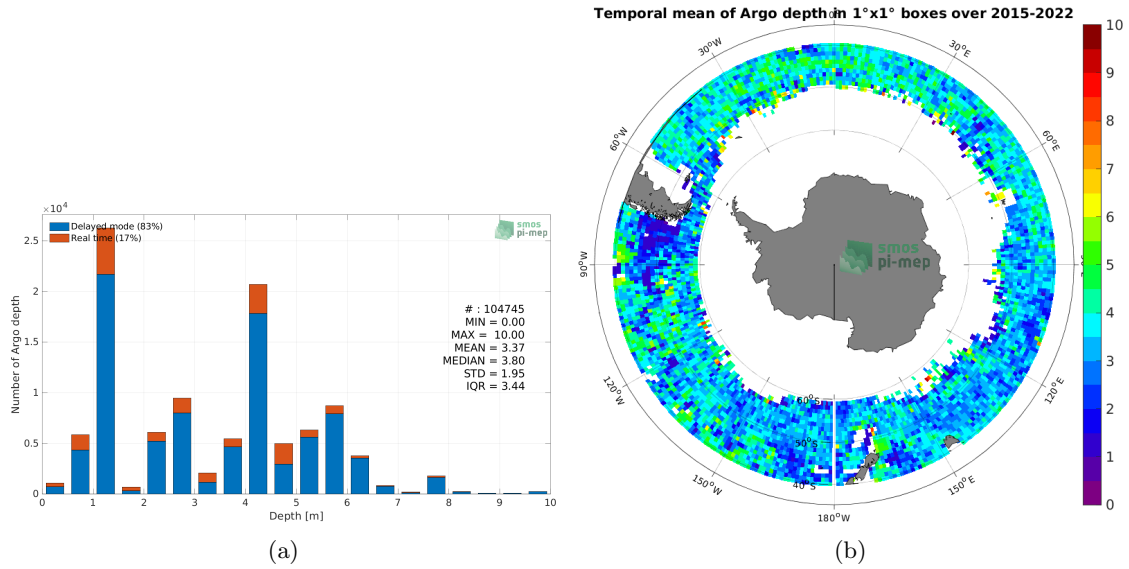 Temporal mean of Argo depth in 1°x1° boxes over 2015-2022
×10⁴
Delayed mode (83%)
Real time (17%)
smos
pi-mep
# : 104745
MIN = 0.00
MAX = 10.00
MEAN = 3.37
MEDIAN = 3.80
STD = 1.95
IQR = 3.44
Number of Argo depth
2.5
2
1.5
1
0.5
0
0 1 2 3 4 5 6 7 8 9 10
Depth [m]
(a)
30°W
30°E
60°W
60°E
90°W
smos
pi-mep
120°W
120°E
60°S
50°S
40°S
150°W
150°E
180°W
10
9
8
7
6
5
4
3
2
1
0
(b)